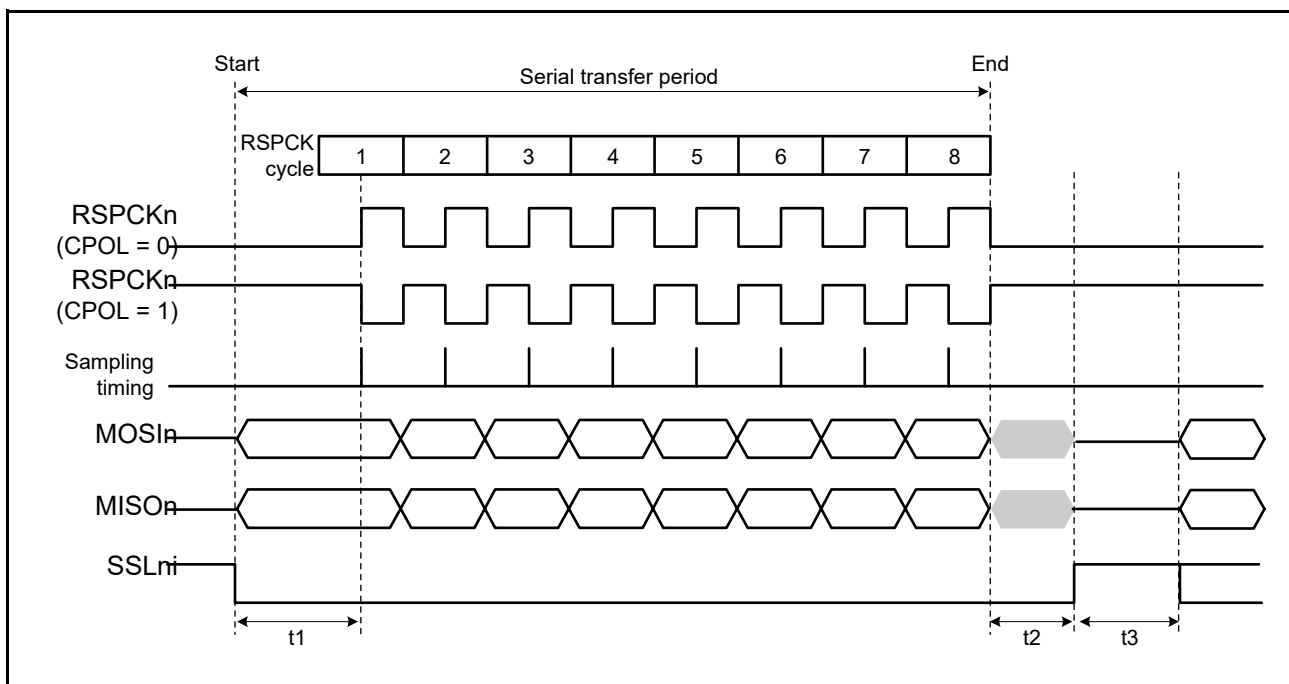 Start
End
Serial transfer period
RSPCK
cycle
1 2 3 4 5 6 7 8
RSPCKn
(CPOL = 0)
RSPCKn
(CPOL = 1)
Sampling
timing
MOSIn
MISOn
SSLni
t1
t2
t3